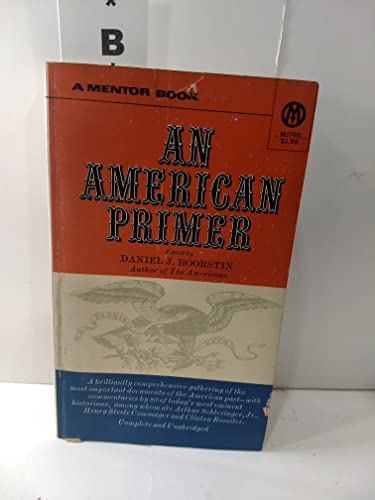 * B
A MENTOR BOOK
M
MJ795
$1.95
AN
AMERICAN
PRIMER
Edited by
DANIEL J. BOORSTIN
Author of The Americans
A brilliantly comprehensive gathering of the
most important documents of the American past—with
commentaries by 83 of today's most eminent
historians, among whom are Arthur Schlesinger, Jr.,
Henry Steele Commager and Clinton Rossiter.
Complete and Unabridged